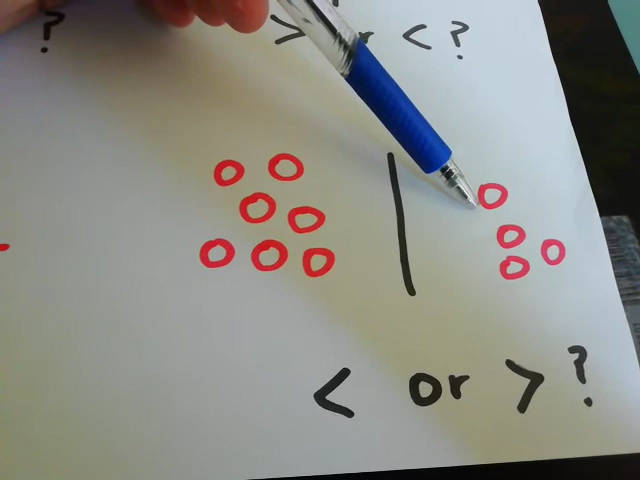 ?
> or < ?
< or > ?